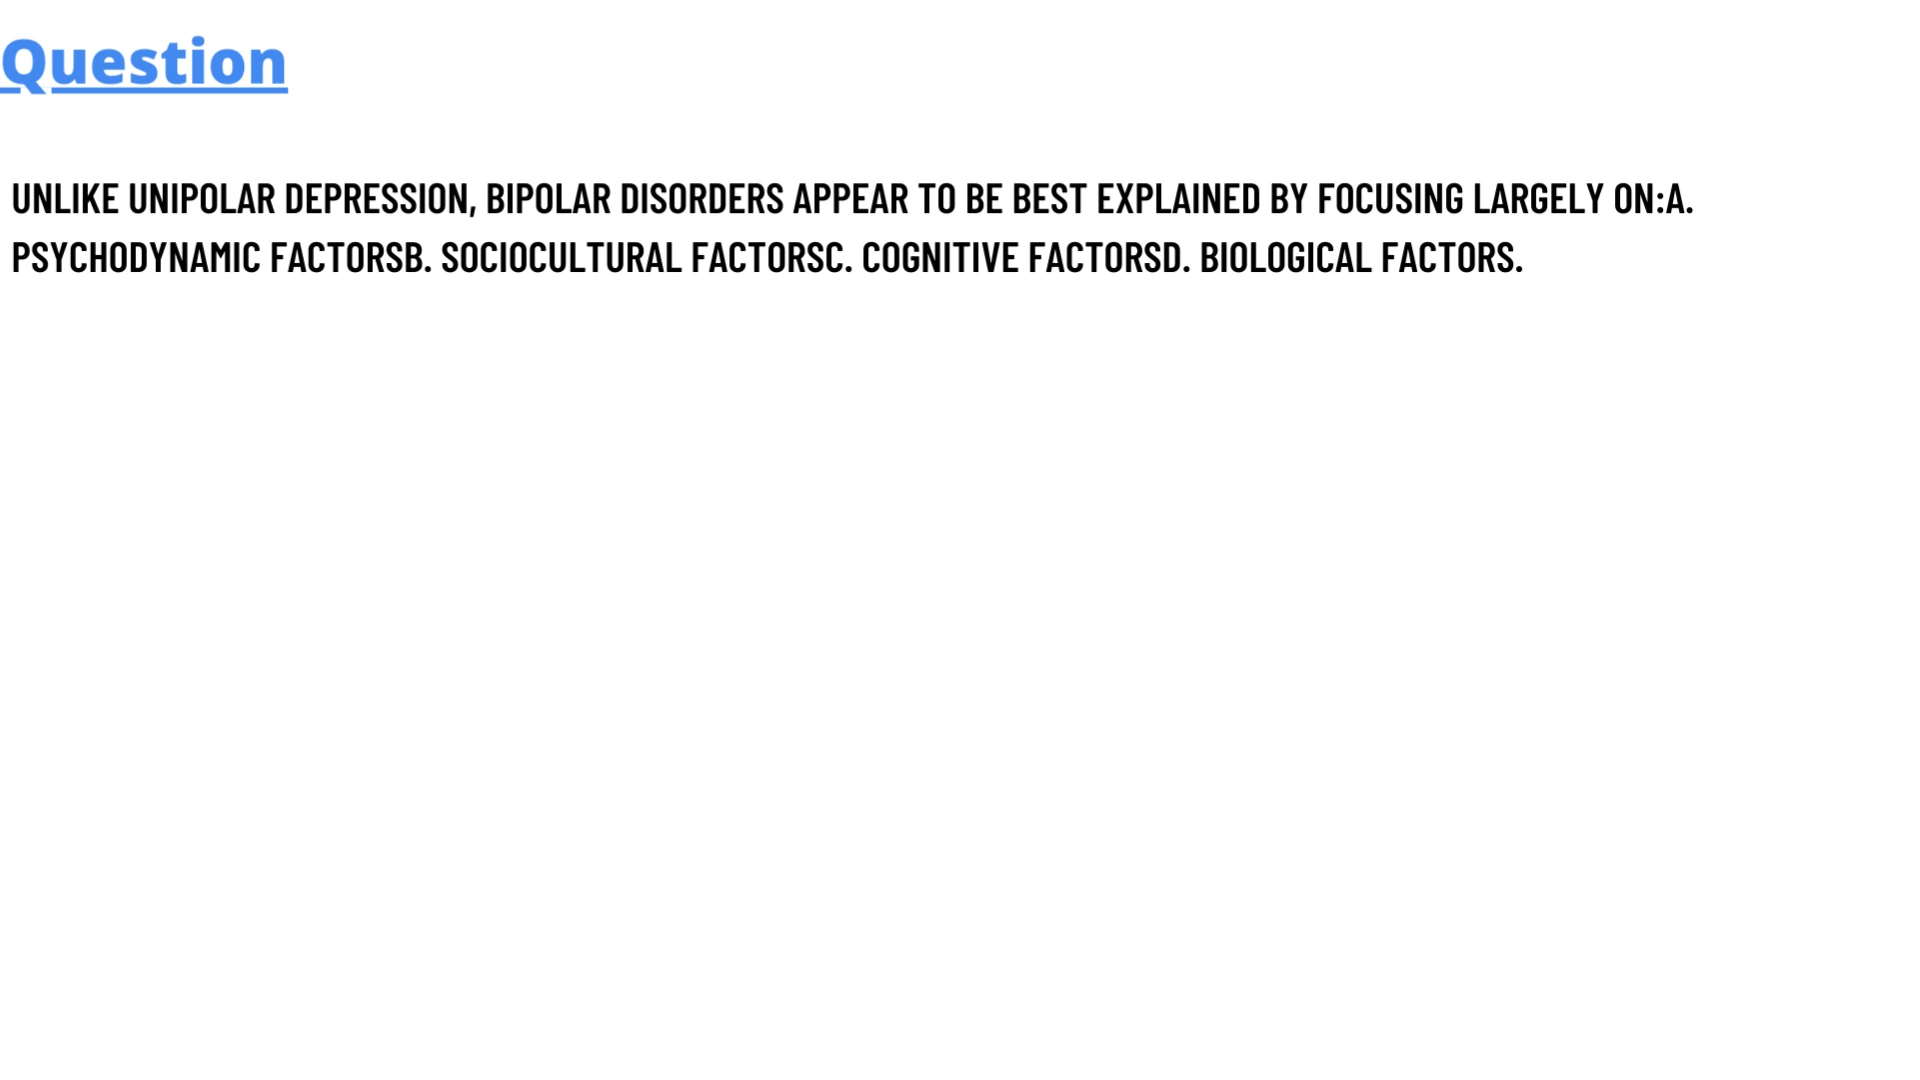 Question
UNLIKE UNIPOLAR DEPRESSION, BIPOLAR DISORDERS APPEAR TO BE BEST EXPLAINED BY FOCUSING LARGELY ON:A.
PSYCHODYNAMIC FACTORSB. SOCIOCULTURAL FACTORSC. COGNITIVE FACTORSD. BIOLOGICAL FACTORS.